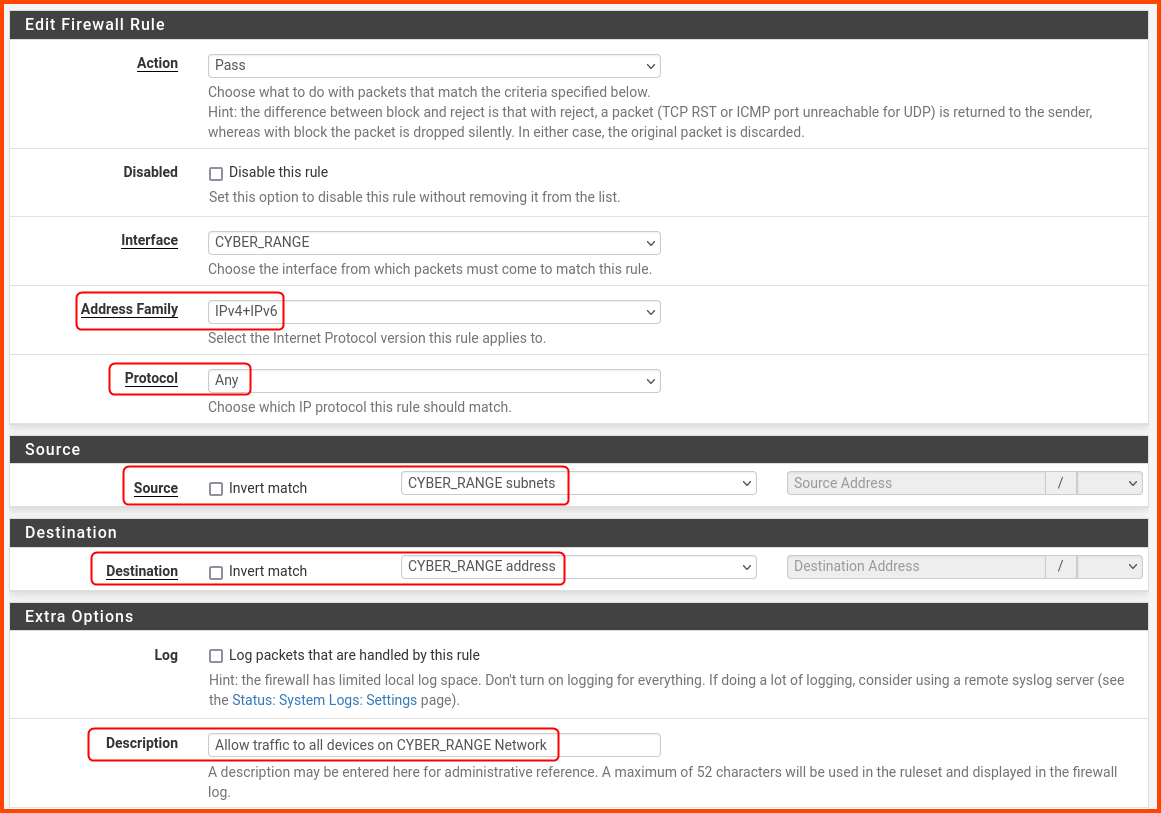 Edit Firewall Rule
Action
Pass
Choose what to do with packets that match the criteria specified below.
Hint: the difference between block and reject is that with reject, a packet (TCP RST or ICMP port unreachable for UDP) is returned to the sender,
whereas with block the packet is dropped silently. In either case, the original packet is discarded.
Disabled
Disable this rule
Set this option to disable this rule without removing it from the list.
Interface
CYBER_RANGE
Choose the interface from which packets must come to match this rule.
Address Family
IPv4+IPv6
Select the Internet Protocol version this rule applies to.
Protocol
Any
Choose which IP protocol this rule should match.
Source
Source
Invert match
CYBER_RANGE subnets
Source Address
/
Destination
Destination
Invert match
CYBER_RANGE address
Destination Address
/
Extra Options
Log
Log packets that are handled by this rule
Hint: the firewall has limited local log space. Don't turn on logging for everything. If doing a lot of logging, consider using a remote syslog server (see
the Status: System Logs: Settings page).
Description
Allow traffic to all devices on CYBER_RANGE Network
A description may be entered here for administrative reference. A maximum of 52 characters will be used in the ruleset and displayed in the firewall
log.